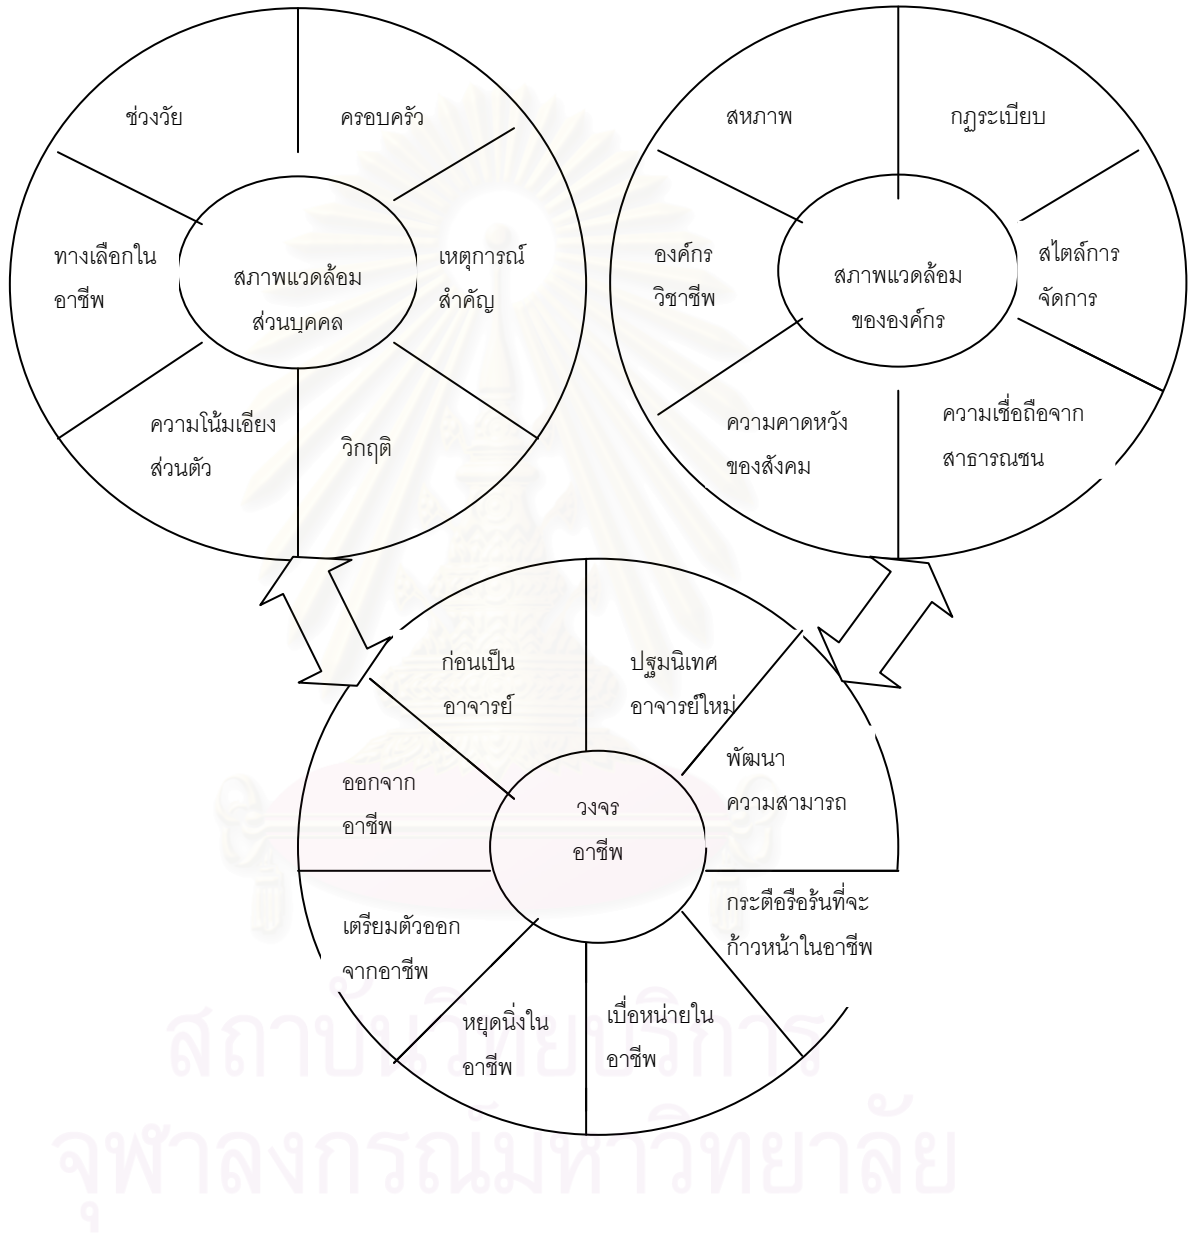 ช่วงวัย
ครอบครัว
ทางเลือกใน
อาชีพ
สภาพแวดล้อม
ส่วนบุคคล
เหตุการณ์
สำคัญ
ความโน้มเอียง
ส่วนตัว
วิกฤติ
สหภาพ
กฏระเบียบ
องค์กร
วิชาชีพ
สภาพแวดล้อม
ขององค์กร
สไตล์การ
จัดการ
ความคาดหวัง
ของสังคม
ความเชื่อถือจาก
สาธารณชน
ก่อนเป็น
อาจารย์
ปฐมนิเทศ
อาจารย์ใหม่
ออกจาก
อาชีพ
วงจร
อาชีพ
พัฒนา
ความสามารถ
เตรียมตัวออก
จากอาชีพ
กระตือรือร้นที่จะ
ก้าวหน้าในอาชีพ
หยุดนิ่งใน
อาชีพ
เบื่อหน่ายใน
อาชีพ
สถาบันวิทยบริการ
จุฬาลงกรณ์มหาวิทยาลัย